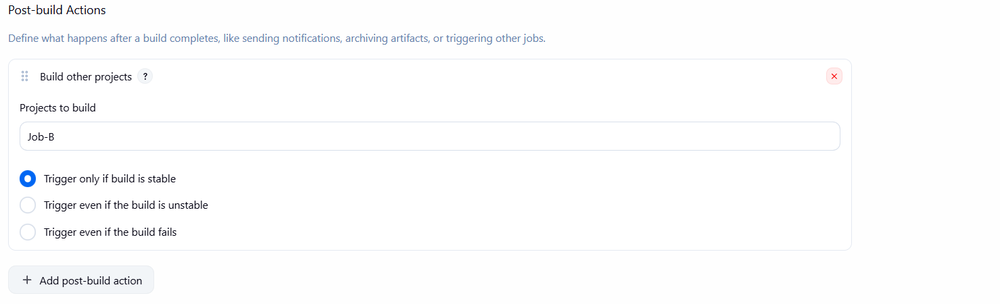 Post-build Actions
Define what happens after a build completes, like sending notifications, archiving artifacts, or triggering other jobs.
Build other projects ?
Projects to build
Job-B
Trigger only if build is stable
Trigger even if the build is unstable
Trigger even if the build fails
+ Add post-build action